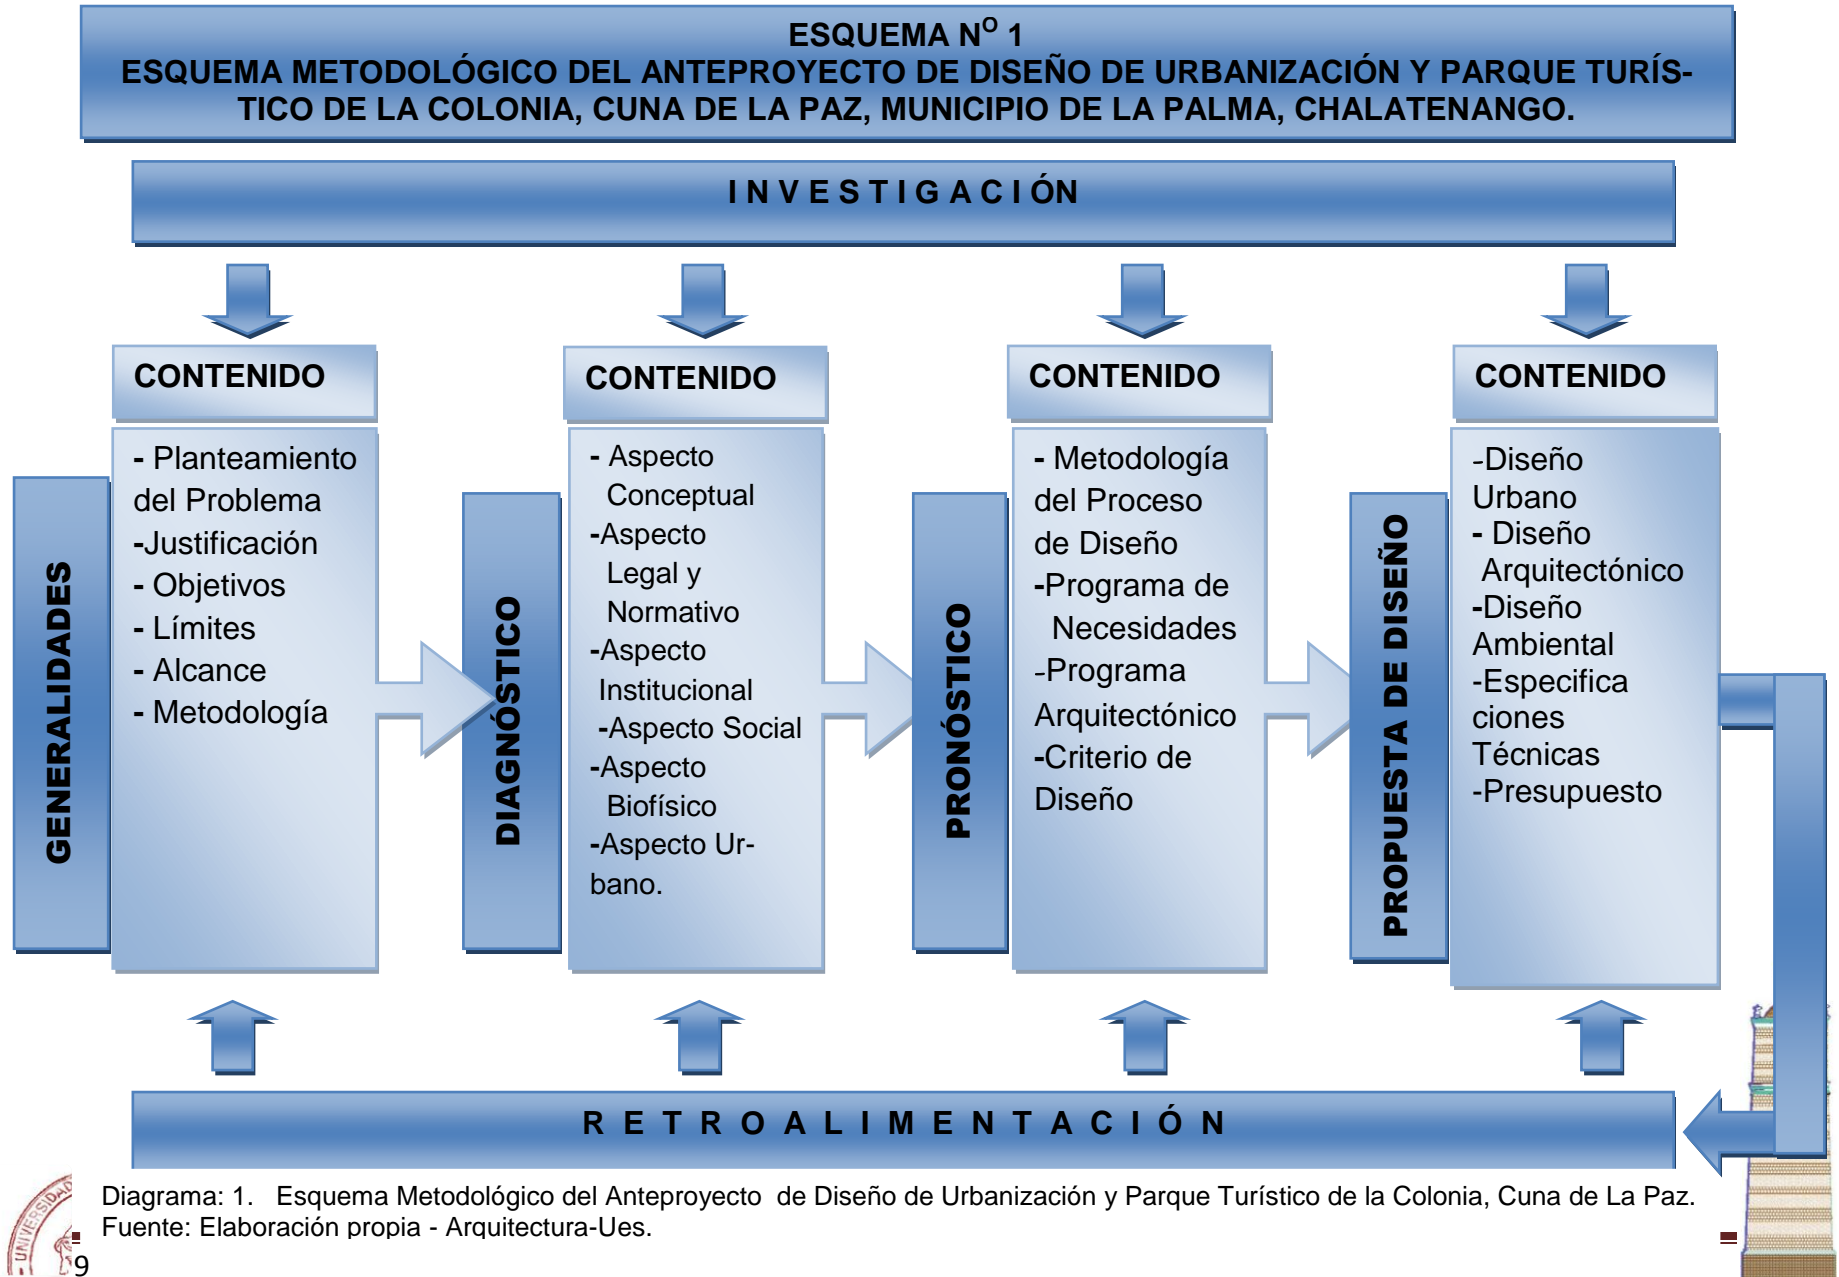 ESQUEMA Nº 1
ESQUEMA METODOLÓGICO DEL ANTEPROYECTO DE DISEÑO DE URBANIZACIÓN Y PARQUE TURÍS-
TICO DE LA COLONIA, CUNA DE LA PAZ, MUNICIPIO DE LA PALMA, CHALATENANGO.
I N V E S T I G A C I ÓN
CONTENIDO
CONTENIDO
CONTENIDO
CONTENIDO
GENERALIDADES
- Planteamiento
del Problema
-Justificación
- Objetivos
- Límites
- Alcance
- Metodología
DIAGNÓSTICO
- Aspecto
Conceptual
-Aspecto
Legal y
Normativo
-Aspecto
Institucional
-Aspecto Social
-Aspecto
Biofísico
-Aspecto Ur-
bano.
PRONÓSTICO
- Metodología
del Proceso
de Diseño
-Programa de
Necesidades
-Programa
Arquitectónico
-Criterio de
Diseño
PROPUESTA DE DISEÑO
-Diseño
Urbano
- Diseño
Arquitectónico
-Diseño
Ambiental
-Especifica
ciones
Técnicas
-Presupuesto
R E T R O A L I M E N T A C I Ó N
Diagrama: 1. Esquema Metodológico del Anteproyecto de Diseño de Urbanización y Parque Turístico de la Colonia, Cuna de La Paz.
Fuente: Elaboración propia - Arquitectura-Ues.
9